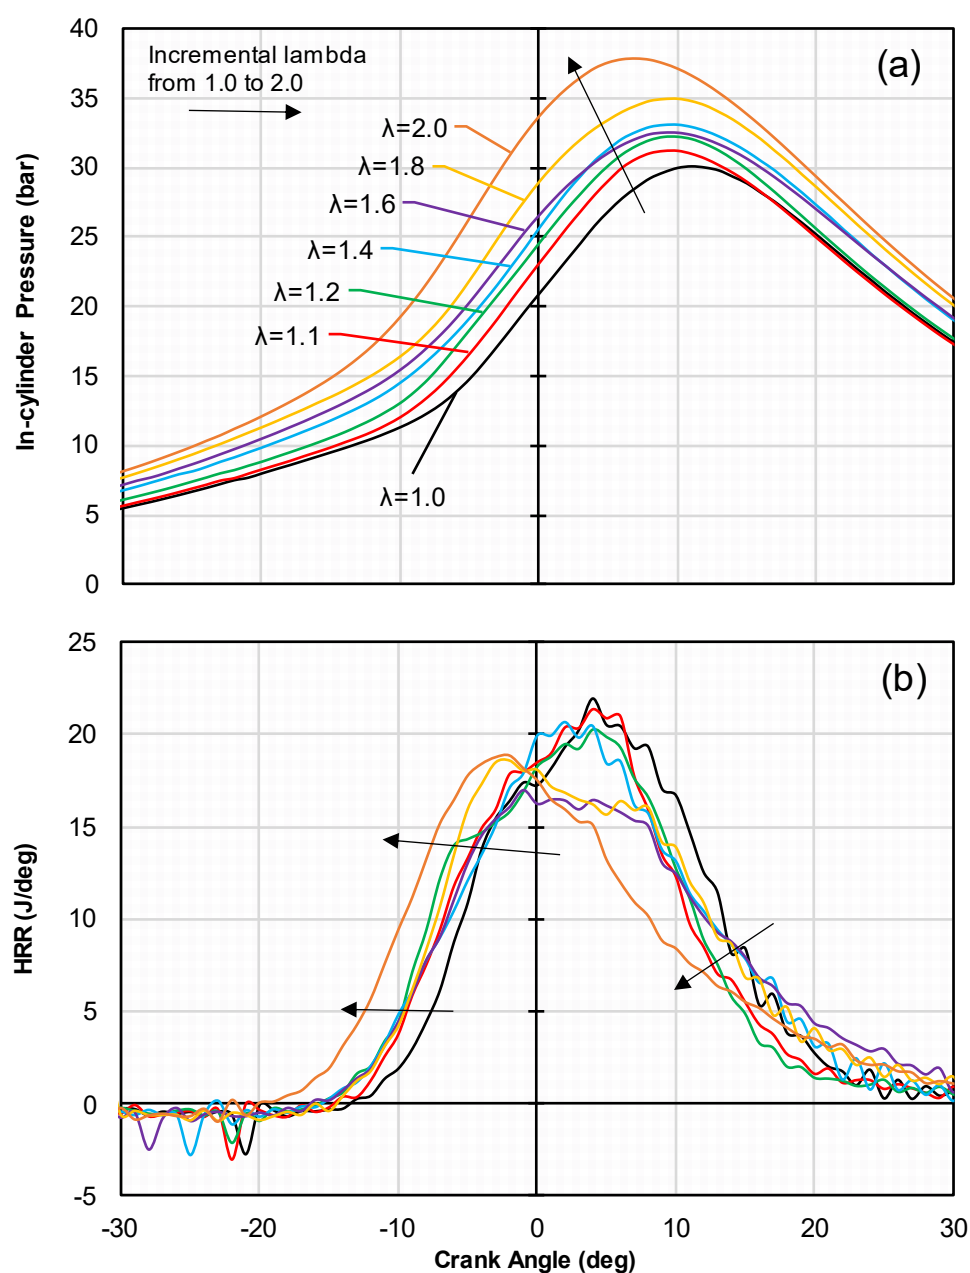 40
35
30
25
20
15
10
5
0
In-cylinder Pressure (bar)
Incremental lambda
from 1.0 to 2.0
(a)
λ=2.0
λ=1.8
λ=1.6
λ=1.4
λ=1.2
λ=1.1
λ=1.0
25
20
15
10
5
0
-5
HRR (J/deg)
(b)
-30 -20 -10 0 10 20 30
Crank Angle (deg)